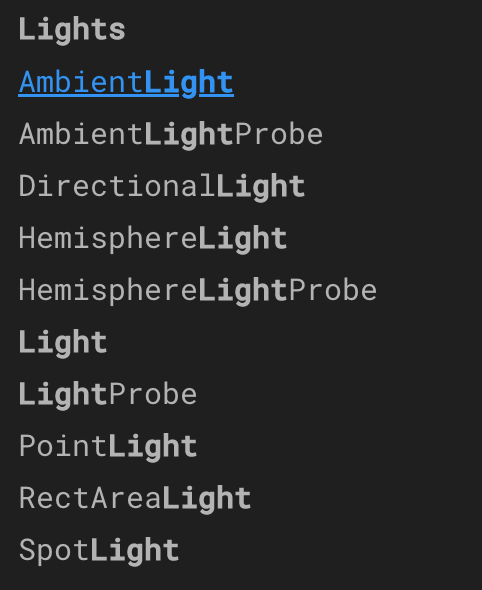 Lights
AmbientLight
AmbientLightProbe
DirectionalLight
HemisphereLight
HemisphereLightProbe
Light
LightProbe
PointLight
RectAreaLight
SpotLight